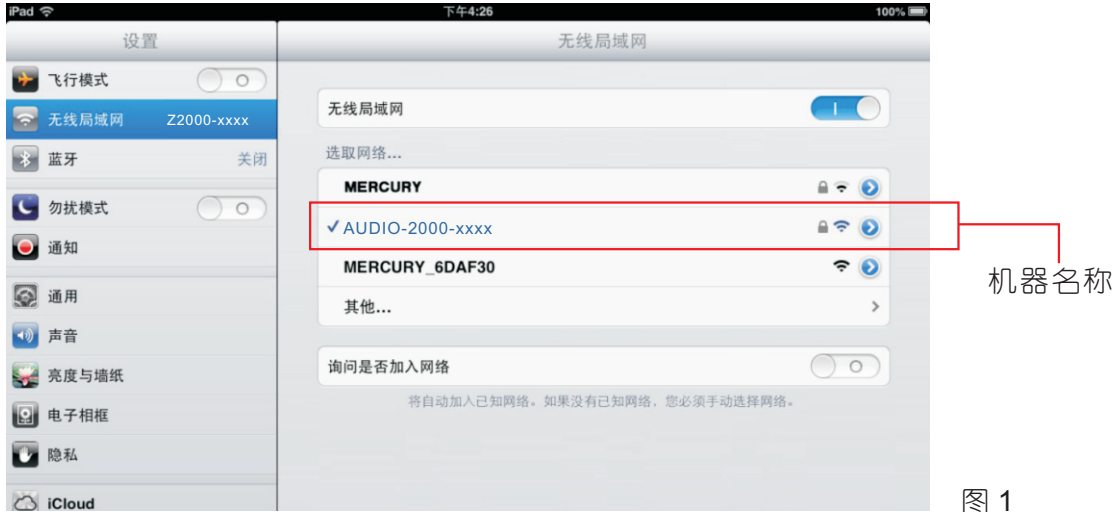 iPad 下午4:26 100%
设置
飞行模式
无线局域网 Z2000-xxxx
蓝牙 关闭
勿扰模式
通知
通用
声音
亮度与墙纸
电子相框
隐私
iCloud
无线局域网
无线局域网
选取网络...
MERCURY
✓AUDIO-2000-xxxx
MERCURY_6DAF30
其他...
询问是否加入网络
将自动加入已知网络。如果没有已知网络，您必须手动选择网络。
机器名称
图 1